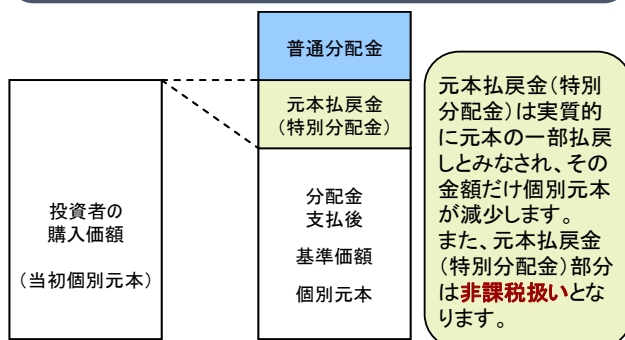 普通分配金
元本払戻金
（特別分配金）
分配金
支払後
基準価額
個別元本
投資者の
購入価額
（当初個別元本）
元本払戻金（特別
分配金）は実質的
に元本の一部払戻
しとみなされ、その
金額だけ個別元本
が減少します。
また、元本払戻金
（特別分配金）部分
は非課税扱いとな
ります。